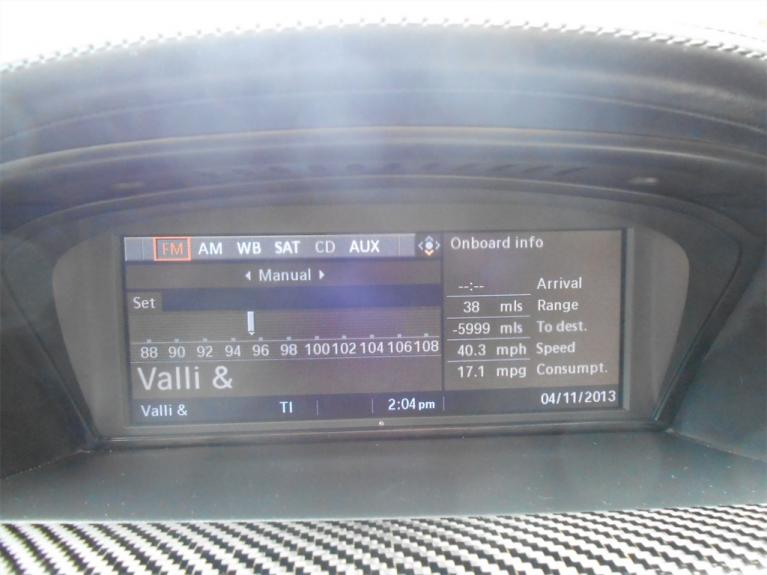 FM AM WB SAT CD AUX
Manual
Set
88 90 92 94 96 98 100 102 104 106 108
Valli &
Valli & TI 2:04 pm
Onboard info
--:-- Arrival
38 mls Range
-5999 mls To dest.
40.3 mph Speed
17.1 mpg Consumpt.
04/11/2013